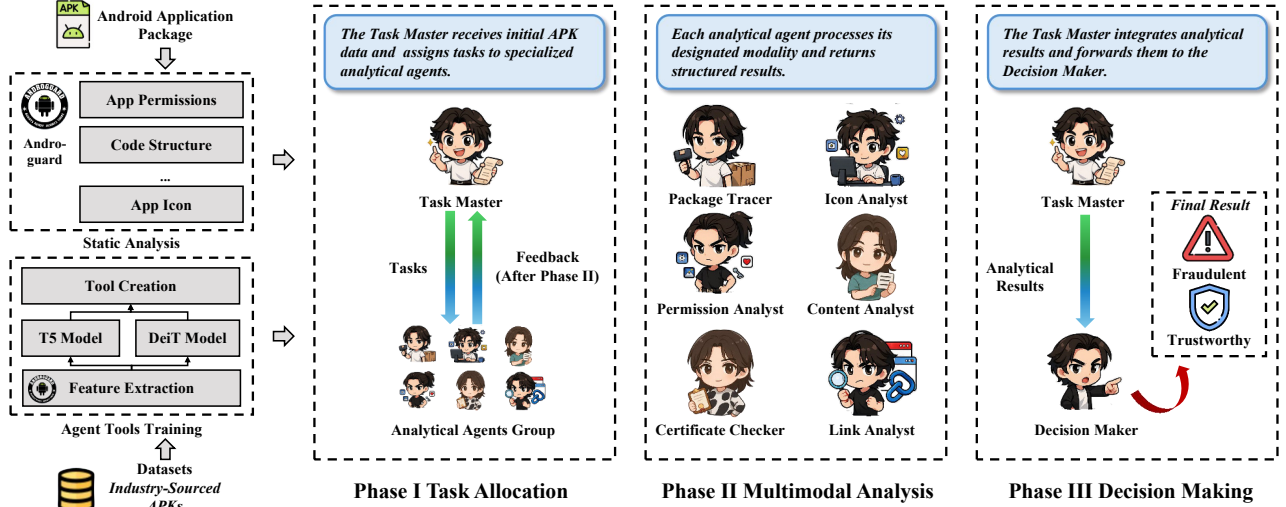 APK
Android Application
Package
ANDROGUARD
Andro-
guard
App Permissions
Code Structure
...
App Icon
Static Analysis
Tool Creation
T5 Model
DeiT Model
Feature Extraction
Agent Tools Training
Datasets
Industry-Sourced
APKs
The Task Master receives initial APK
data and assigns tasks to specialized
analytical agents.
Task Master
Tasks
Feedback
(After Phase II)
Analytical Agents Group
Phase I Task Allocation
Each analytical agent processes its
designated modality and returns
structured results.
Package Tracer
Icon Analyst
Permission Analyst
Content Analyst
Certificate Checker
Link Analyst
Phase II Multimodal Analysis
The Task Master integrates analytical
results and forwards them to the
Decision Maker.
Task Master
Analytical
Results
Decision Maker
Final Result
Fraudulent
Trustworthy
Phase III Decision Making